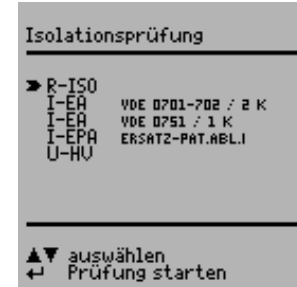 Isolationsprüfung
R-ISO
I-EA VDE 0701-702 / 2 K
I-EA VDE 0751 / 1 K
I-EPA ERSATZ-PAT.ABL.I
U-HV
▲▼ auswählen
↵ Prüfung starten